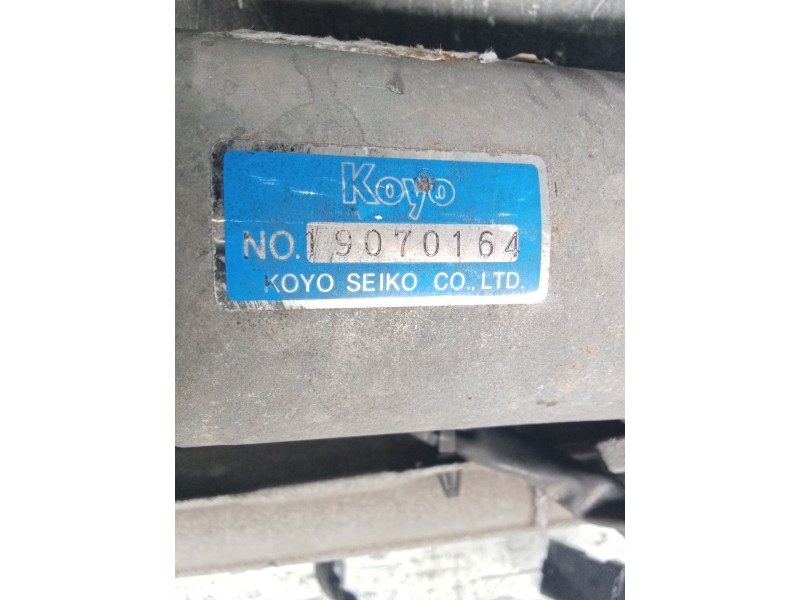 Koyo
NO. 19070164
KOYO SEIKO CO., LTD.